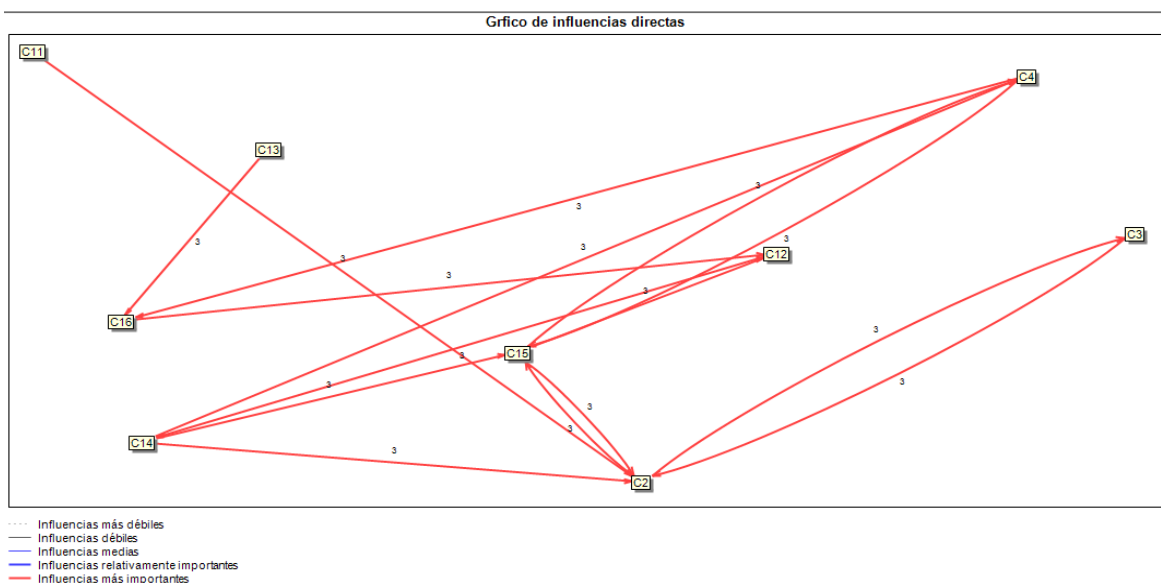 Grfico de influencias directas
C11
C4
C13
3
3
C3
3
3
3
C12
3
3
3
C16
3
C15
3
3
3
3
3
3
C14
3
C2
Influencias más débiles
Influencias débiles
Influencias medias
Influencias relativamente importantes
Influencias más importantes